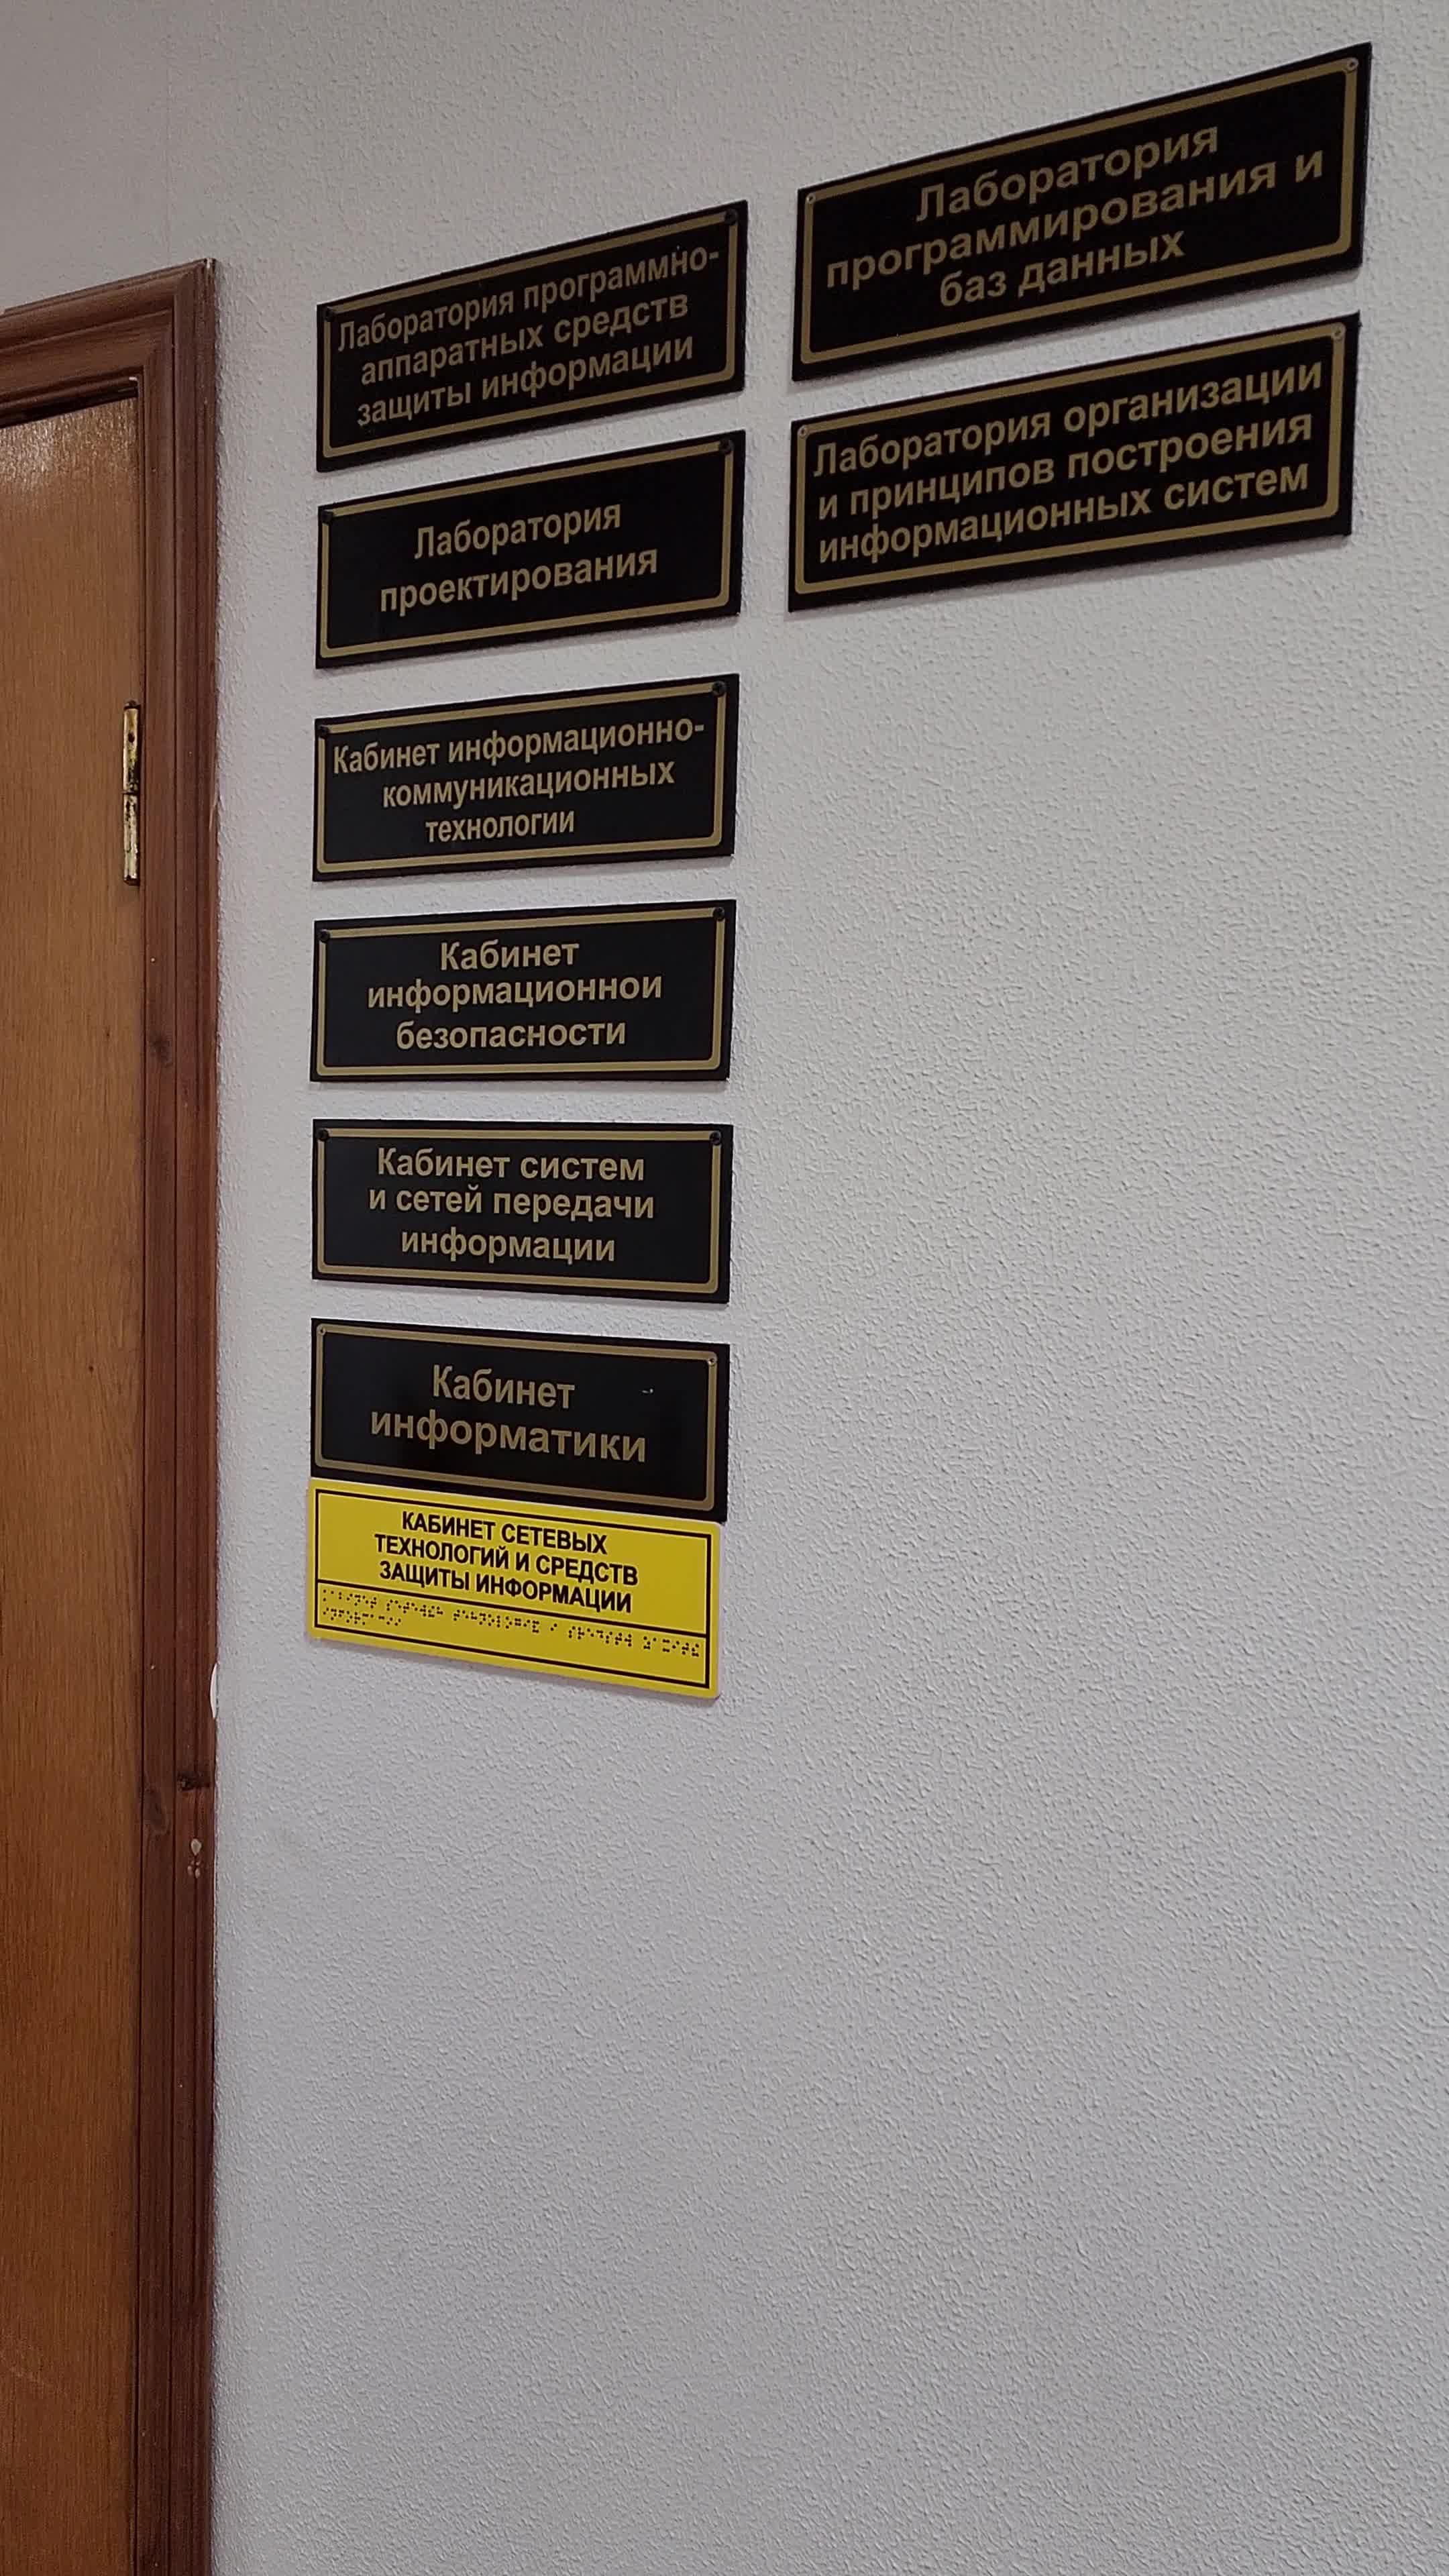 Лаборатория программно-
аппаратных средств
защиты информации
Лаборатория
проектирования
Кабинет информационно-
коммуникационных
технологии
Кабинет
информационнои
безопасности
Кабинет систем
и сетей передачи
информации
Кабинет
информатики
КАБИНЕТ СЕТЕВЫХ
ТЕХНОЛОГИЙ И СРЕДСТВ
ЗАЩИТЫ ИНФОРМАЦИИ
Лаборатория
программирования и
баз данных
Лаборатория организации
и принципов построения
информационных систем